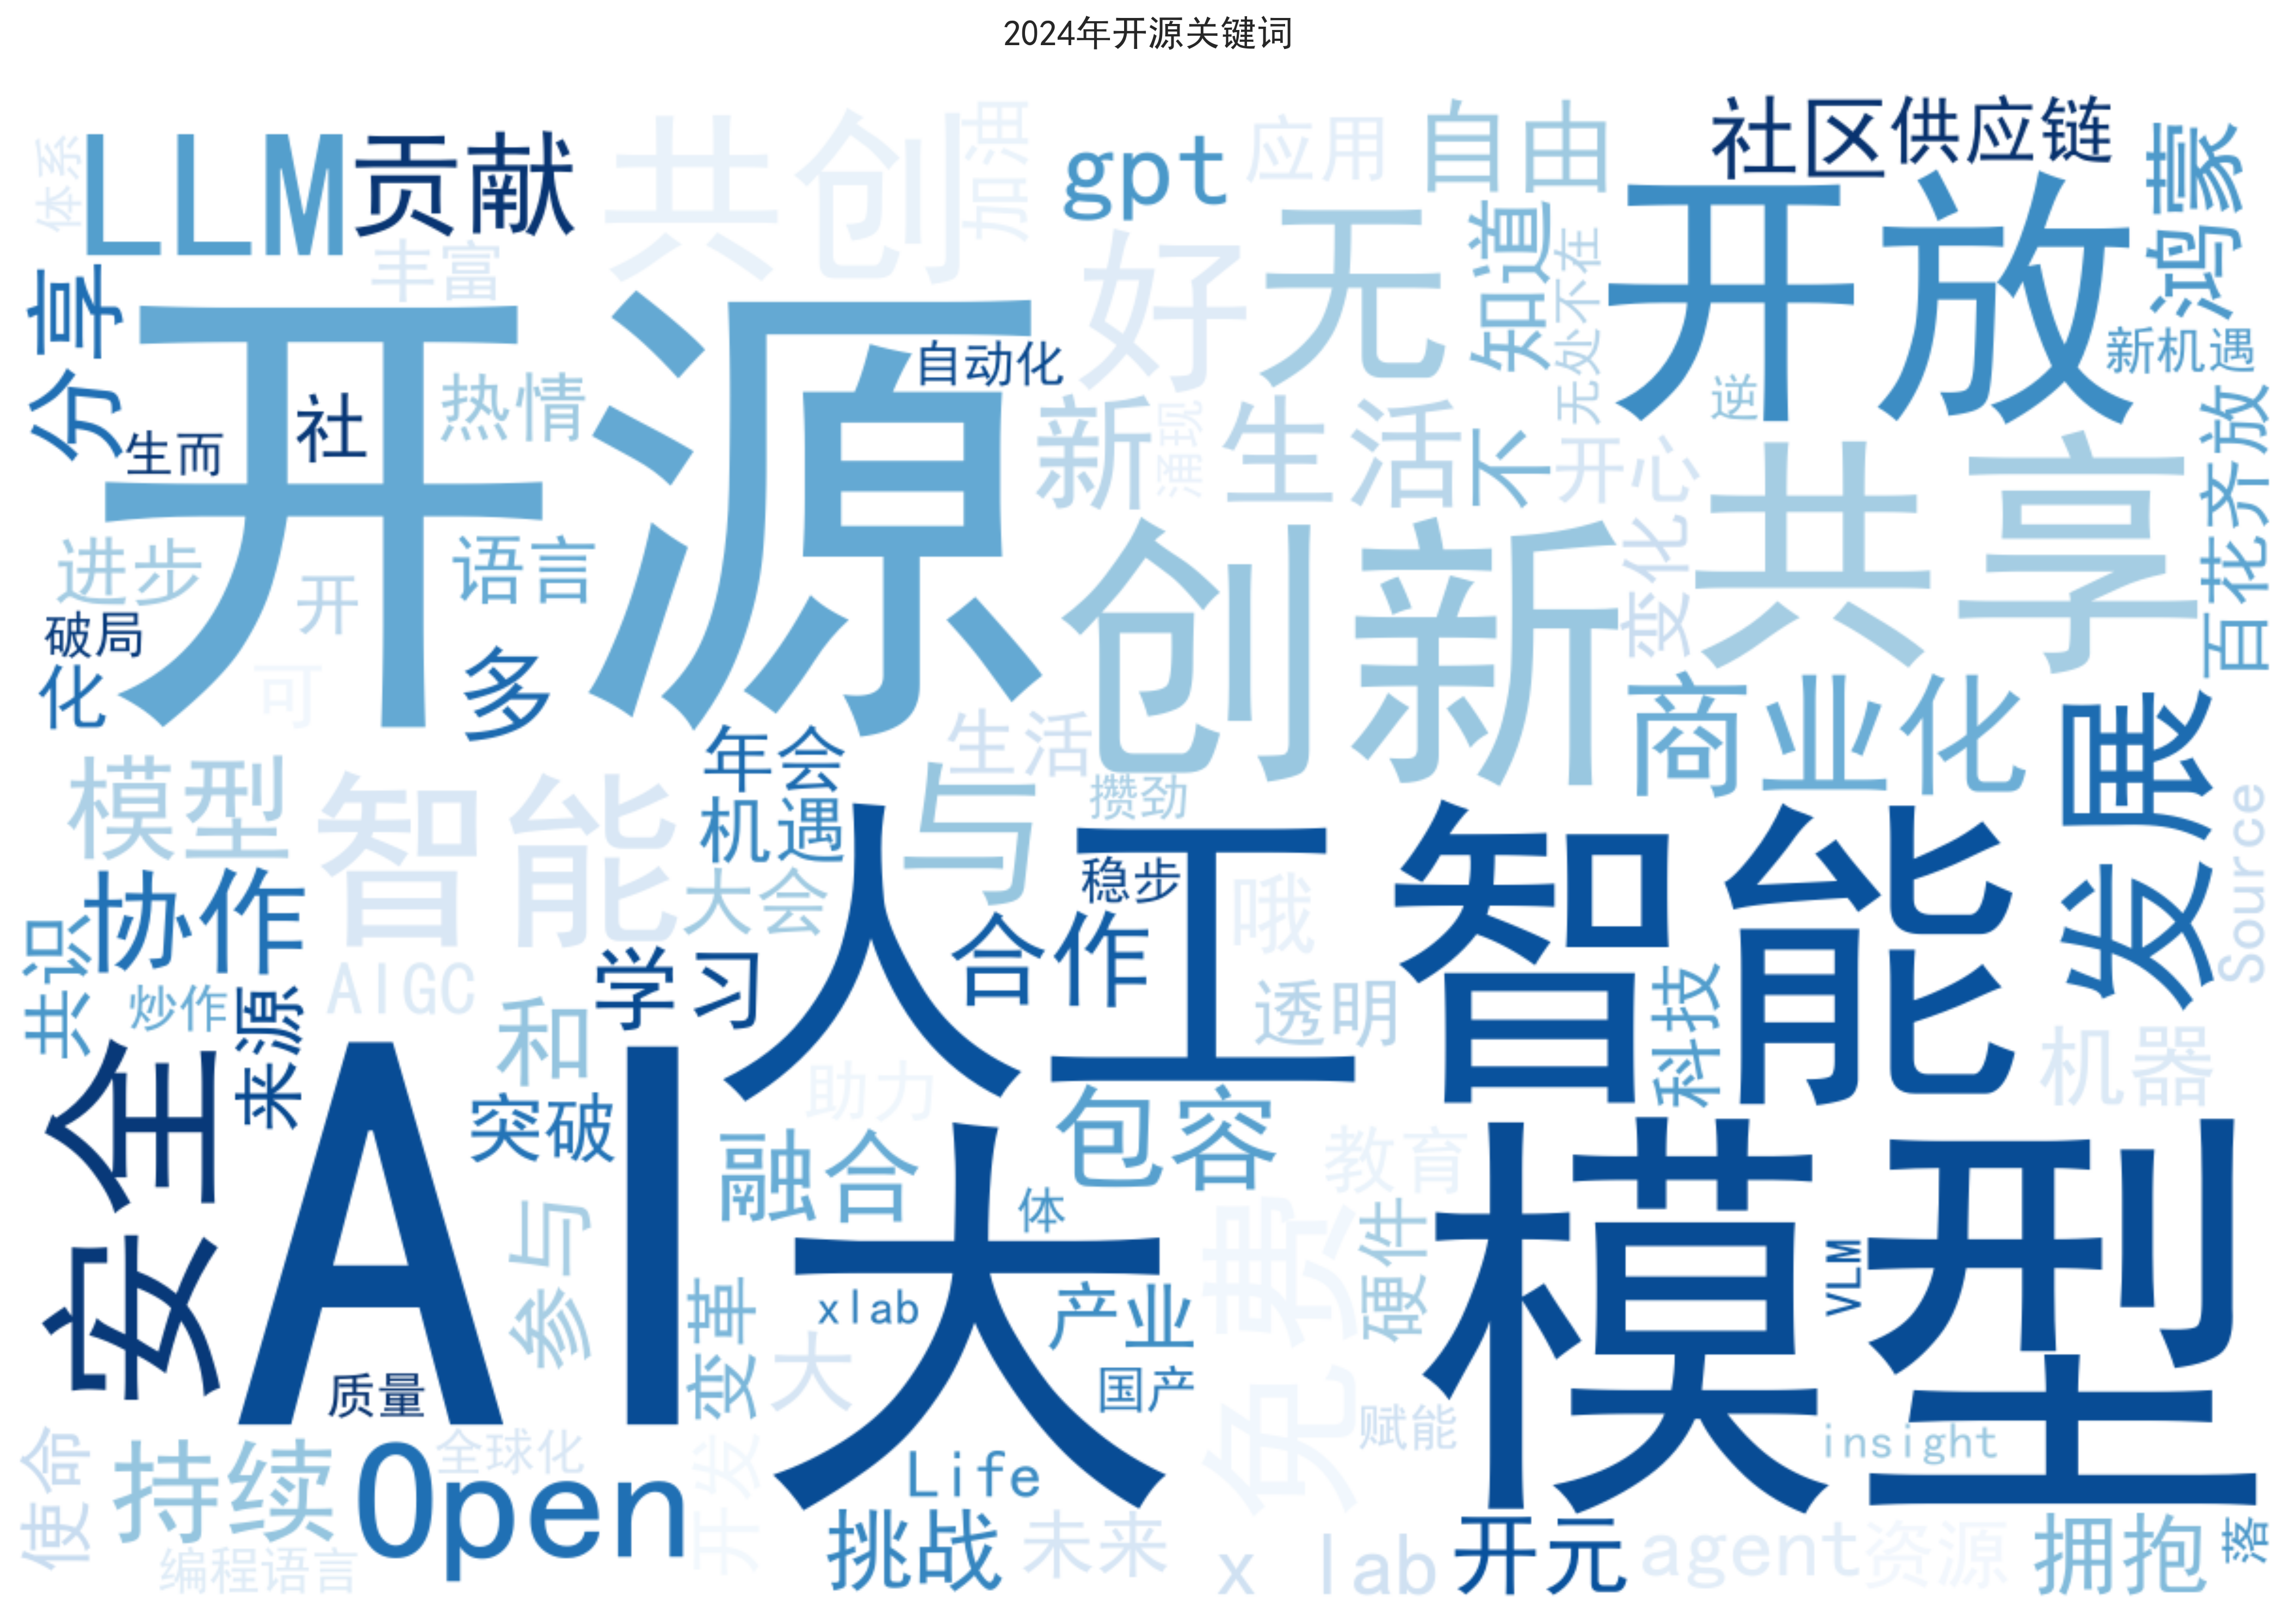 2024年开源关键词
社区供应链
LLM
贡献
共创
加油
gpt
应用
自由
鸿蒙
体系
丰富
好
无
知道
无处不在
开放
新机遇
分享
开源
自动化
热情
社
生而
新
涌现
生活
不
开心
逆
共享
百花齐放
进步
开
语言
创新
变化
破局
化
可
多
商业化
发展
年会
生活
与
攒劲
模型
智能
机遇
大会
人工智能
稳步
合作
哦
Source
协作
共识
炒作
来源
AIGC
和
学习
透明
科技
机器
安全
AI
突破
助力
包容
融合
教育
大模型
参与
体
免费
硬件
VLM
变革
xlab
产业
大
国产
质量
赋能
insight
使命
持续
Open
全球化
开发
Life
挑战
未来
x lab
开元
agent
资源
拥抱
落
编程语言